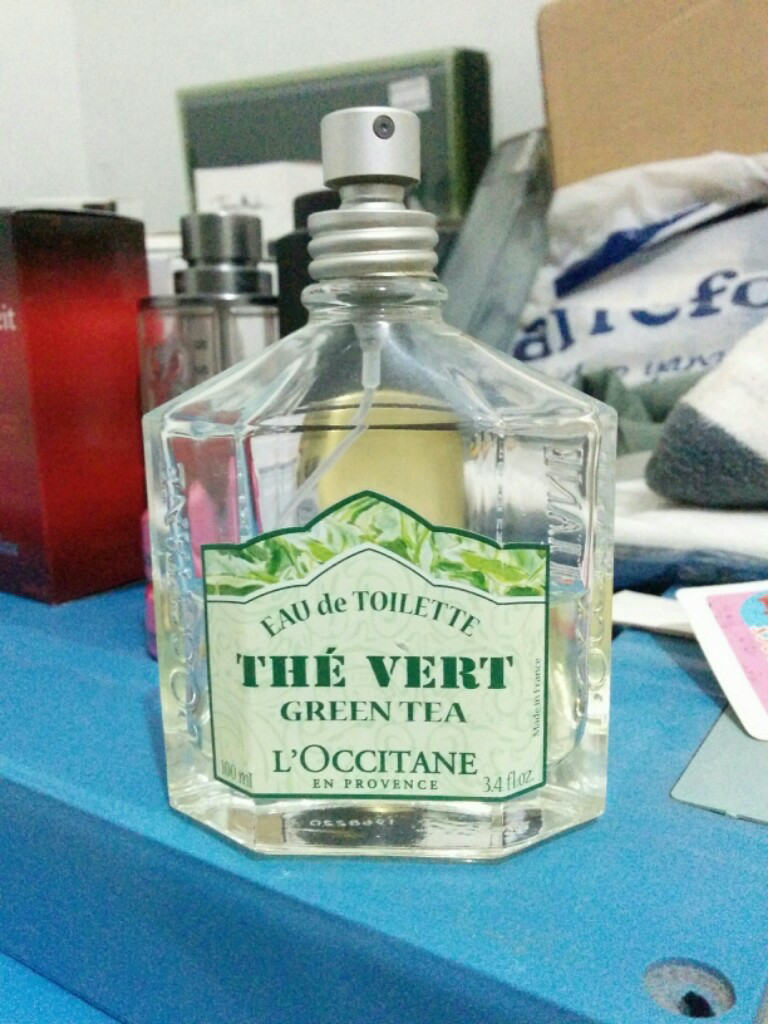 EAU de TOILETTE
THÉ VERT
GREEN TEA
L'OCCITANE
EN PROVENCE
100 ml
3.4 fl.oz.
Made in France